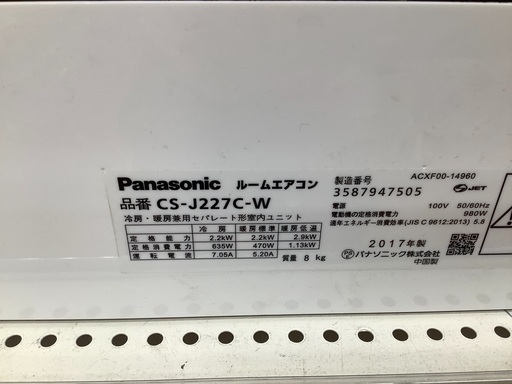 ACXF00-14960
Panasonic ルームエアコン
品番 CS-J227C-W
冷房・暖房兼用セパレート形室内ユニット
冷 房 暖房標準 暖房低温
定 格 能 力 2.2kW 2.2kW 2.9kW
定格消費電力 635W 470W 1.13kW
運 転 電 流 7.05A 5.20A
質量 8 kg
製造番号
3587947505
JET
電源 100V 50/60Hz
電動機の定格消費電力 980W
通年エネルギー消費効率(JIS C 9612:2013) 5.8
2017年製
パナソニック株式会社
中国製